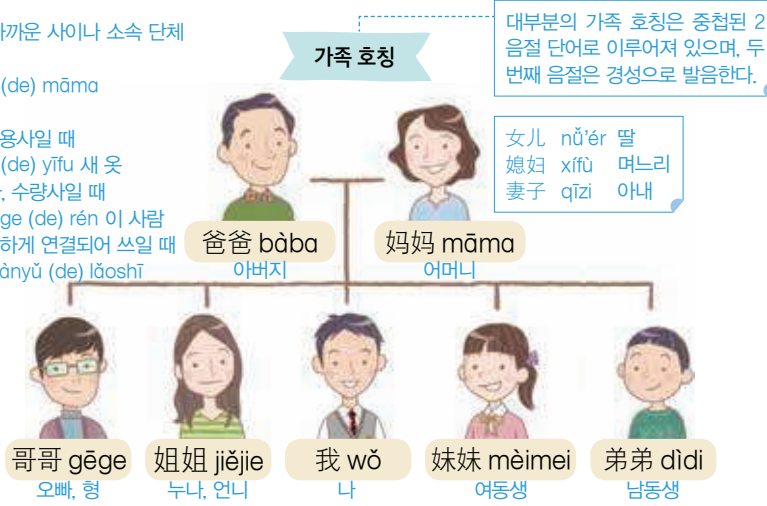 까운 사이나 소속 단체
(de) māma
용사일 때
(de) yīfu 새 옷
, 수량사일 때
ge (de) rén 이 사람
하게 연결되어 쓰일 때
ànyǔ (de) lǎoshī
가족 호칭
대부분의 가족 호칭은 중첩된 2
음절 단어로 이루어져 있으며, 두
번째 음절은 경성으로 발음한다.
女儿 nǚ'ér 딸
媳妇 xífù 며느리
妻子 qīzi 아내
爸爸 bàba
아버지
妈妈 māma
어머니
哥哥 gēge
오빠, 형
姐姐 jiějie
누나, 언니
我 wǒ
나
妹妹 mèimei
여동생
弟弟 dìdi
남동생